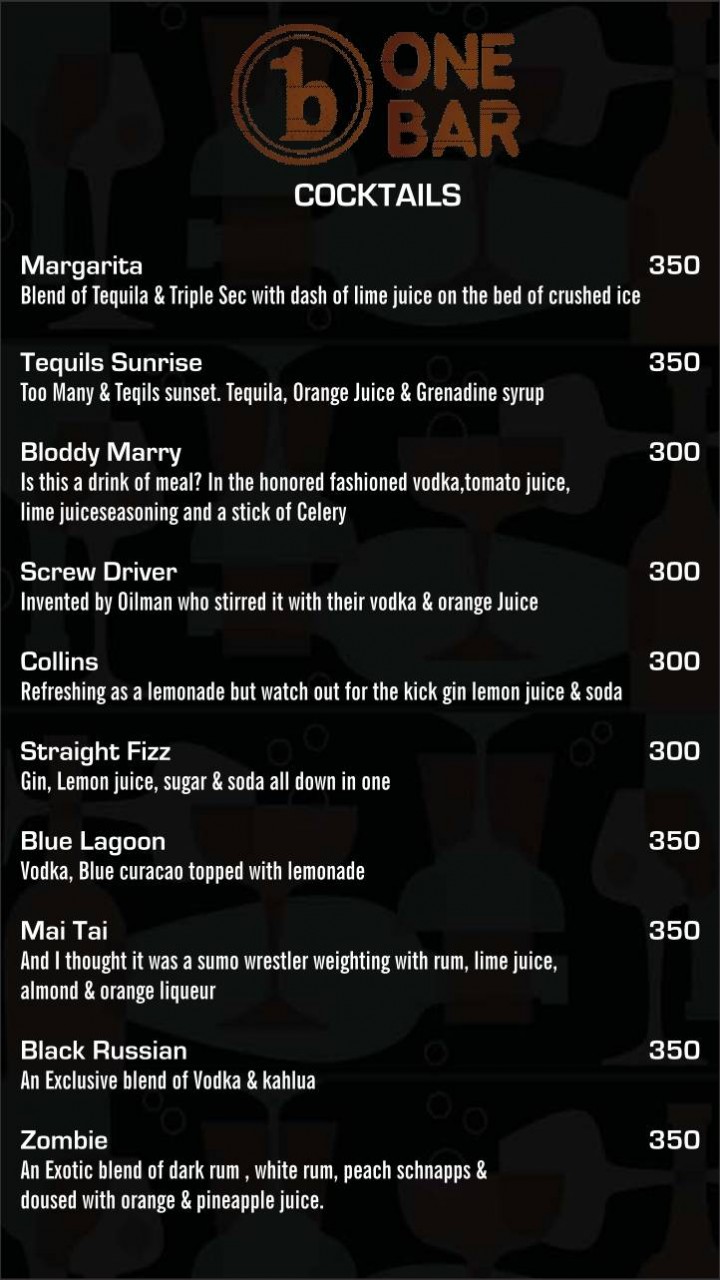 1b ONE
BAR
COCKTAILS
Margarita 350
Blend of Tequila & Triple Sec with dash of lime juice on the bed of crushed ice
Tequils Sunrise 350
Too Many & Teqils sunset. Tequila, Orange Juice & Grenadine syrup
Bloddy Marry 300
Is this a drink of meal? In the honored fashioned vodka,tomato juice,
lime juiceseasoning and a stick of Celery
Screw Driver 300
Invented by Oilman who stirred it with their vodka & orange Juice
Collins 300
Refreshing as a lemonade but watch out for the kick gin lemon juice & soda
Straight Fizz 300
Gin, Lemon juice, sugar & soda all down in one
Blue Lagoon 350
Vodka, Blue curacao topped with lemonade
Mai Tai 350
And I thought it was a sumo wrestler weighting with rum, lime juice,
almond & orange liqueur
Black Russian 350
An Exclusive blend of Vodka & kahlua
Zombie 350
An Exotic blend of dark rum , white rum, peach schnapps &
doused with orange & pineapple juice.